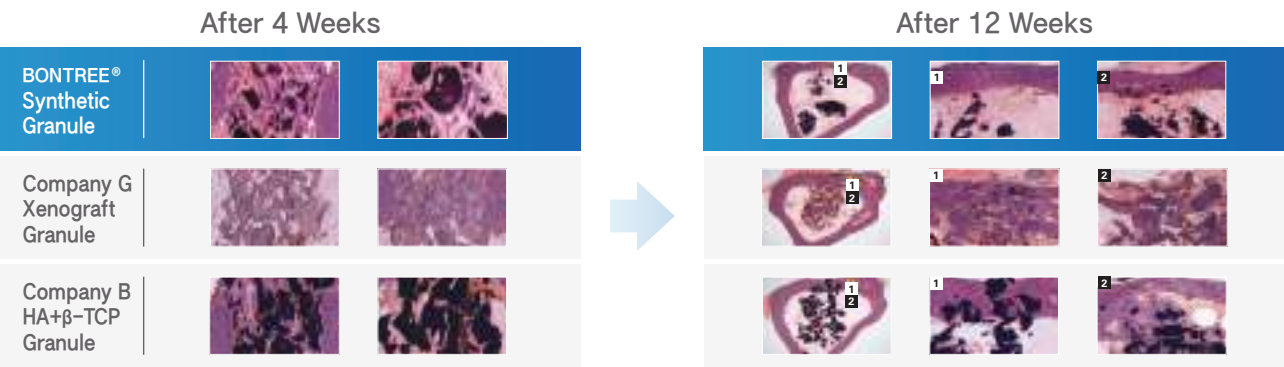 After 4 Weeks
After 12 Weeks
BONTREE®
Synthetic
Granule
1
2
1
2
Company G
Xenograft
Granule
1
2
1
2
Company B
HA+β-TCP
Granule
1
2
1
2